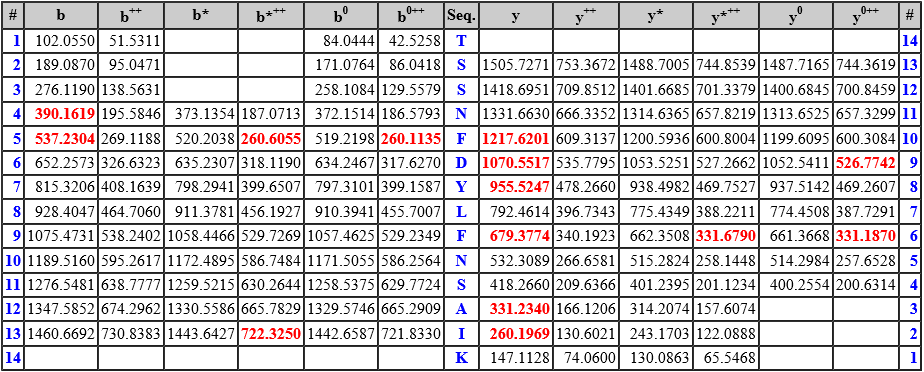 # b b++ b* b*++ b0 b0++ Seq. y y++ y* y*++ y0 y0++ #
1 102.0550 51.5311 84.0444 42.5258 T 14
2 189.0870 95.0471 171.0764 86.0418 S 1505.7271 753.3672 1488.7005 744.8539 1487.7165 744.3619 13
3 276.1190 138.5631 258.1084 129.5579 S 1418.6951 709.8512 1401.6685 701.3379 1400.6845 700.8459 12
4 390.1619 195.5846 373.1354 187.0713 372.1514 186.5793 N 1331.6630 666.3352 1314.6365 657.8219 1313.6525 657.3299 11
5 537.2304 269.1188 520.2038 260.6055 519.2198 260.1135 F 1217.6201 609.3137 1200.5936 600.8004 1199.6095 600.3084 10
6 652.2573 326.6323 635.2307 318.1190 634.2467 317.6270 D 1070.5517 535.7795 1053.5251 527.2662 1052.5411 526.7742 9
7 815.3206 408.1639 798.2941 399.6507 797.3101 399.1587 Y 955.5247 478.2660 938.4982 469.7527 937.5142 469.2607 8
8 928.4047 464.7060 911.3781 456.1927 910.3941 455.7007 L 792.4614 396.7343 775.4349 388.2211 774.4508 387.7291 7
9 1075.4731 538.2402 1058.4466 529.7269 1057.4625 529.2349 F 679.3774 340.1923 662.3508 331.6790 661.3668 331.1870 6
10 1189.5160 595.2617 1172.4895 586.7484 1171.5055 586.2564 N 532.3089 266.6581 515.2824 258.1448 514.2984 257.6528 5
11 1276.5481 638.7777 1259.5215 630.2644 1258.5375 629.7724 S 418.2660 209.6366 401.2395 201.1234 400.2554 200.6314 4
12 1347.5852 674.2962 1330.5586 665.7829 1329.5746 665.2909 A 331.2340 166.1206 314.2074 157.6074 3
13 1460.6692 730.8383 1443.6427 722.3250 1442.6587 721.8330 I 260.1969 130.6021 243.1703 122.0888 2
14 K 147.1128 74.0600 130.0863 65.5468 1